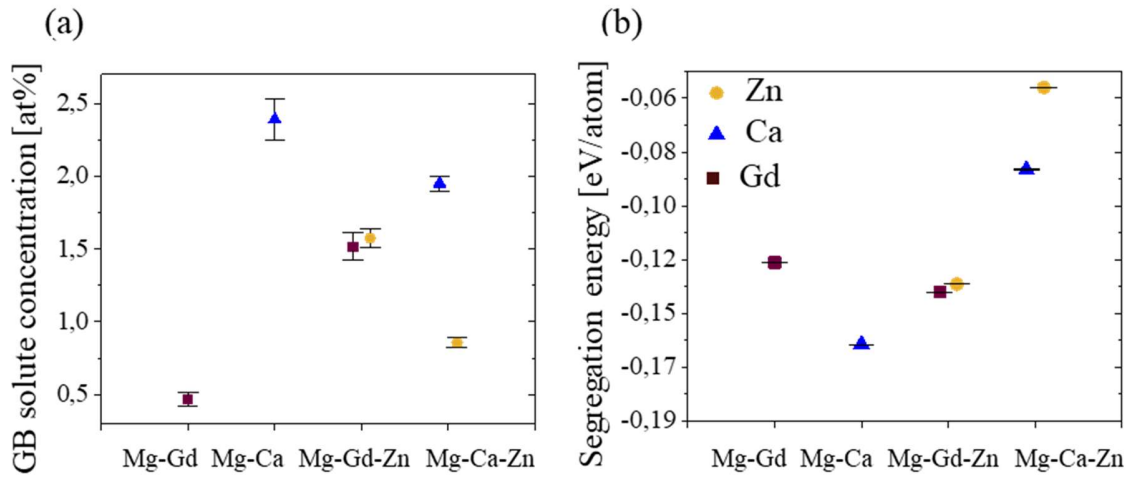 (a)
GB solute concentration [at%]
2,5
2,0
1,5
1,0
0,5
Mg-Gd Mg-Ca Mg-Gd-Zn Mg-Ca-Zn
(b)
Segregation energy [eV/atom]
-0,06
-0,08
-0,10
-0,12
-0,15
-0,17
-0,19
Zn
Ca
Gd
Mg-Gd Mg-Ca Mg-Gd-Zn Mg-Ca-Zn